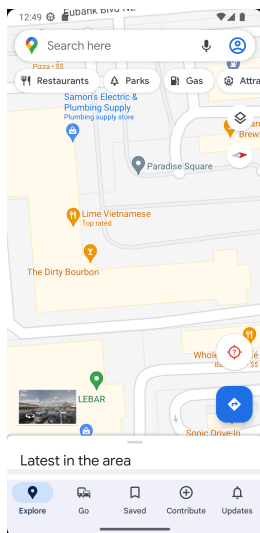 12:49
Eubank Blvd NE
Search here
Pizza • $$
Restaurants
Parks
Gas
Attra
Samon's Electric &
Plumbing Supply
Plumbing supply store
Brew
Paradise Square
Lime Vietnamese
Top rated
The Dirty Bourbon
Whole
$$
LEBAR
Sonic Drive-In
Latest in the area
Explore
Go
Saved
Contribute
Updates